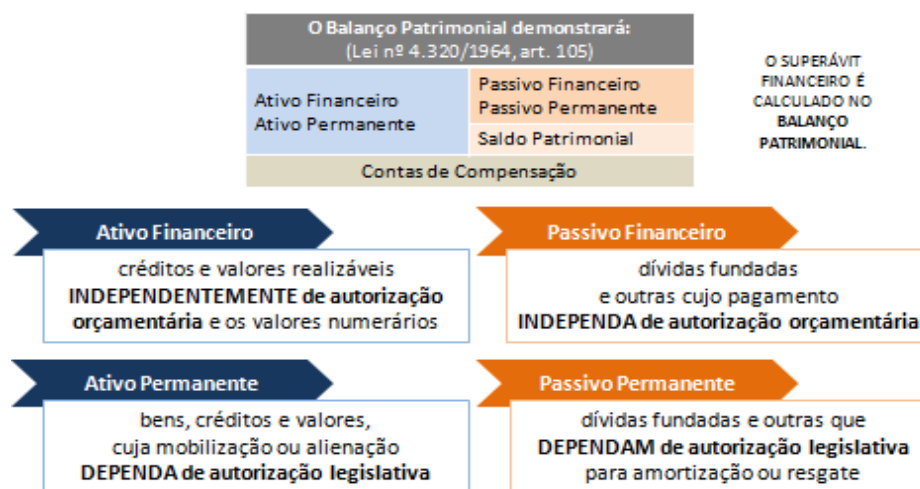 O Balanço Patrimonial demonstrará:
(Lei nº 4.320/1964, art. 105)
Ativo Financeiro
Ativo Permanente
Passivo Financeiro
Passivo Permanente
Saldo Patrimonial
Contas de Compensação
O SUPERÁVIT
FINANCEIRO É
CALCULADO NO
BALANÇO
PATRIMONIAL.
Ativo Financeiro
créditos e valores realizáveis
INDEPENDENTEMENTE de autorização
orçamentária e os valores numerários
Passivo Financeiro
dívidas fundadas
e outras cujo pagamento
INDEPENDA de autorização orçamentária
Ativo Permanente
bens, créditos e valores,
cuja mobilização ou alienação
DEPENDA de autorização legislativa
Passivo Permanente
dívidas fundadas e outras que
DEPENDAM de autorização legislativa
para amortização ou resgate